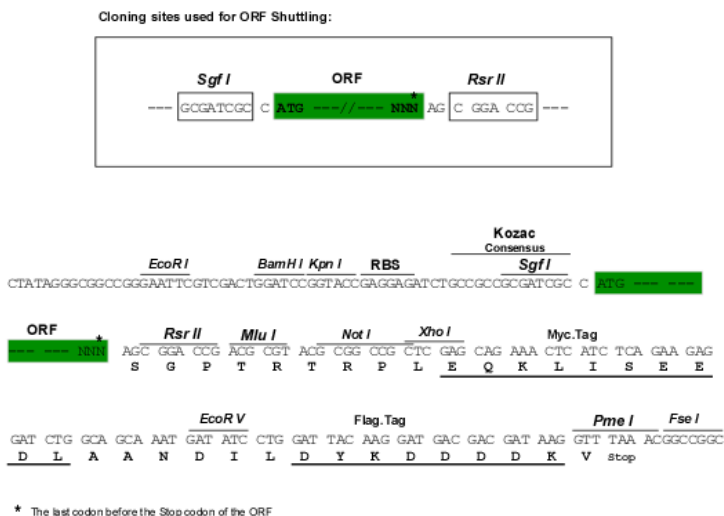 Cloning sites used for ORF Shuttling:
Sgf I ORF Rsr II
*
--- GCGATCGC C ATG ---//--- NNN AG C GGA CCG ---
Kozac
Consensus
EcoR I BamH I Kpn I RBS Sgf I
CTATAGGGCGGCCGGGAATTCGTCGACTGGATCCGGTACCGAGGAGATCTGCCGCCGCGATCGC C ATG --- ---
ORF * Rsr II Mlu I Not I Xho I Myc.Tag
--- --- NNN AGC GGA CCG ACG CGT ACG CGG CCG CTC GAG CAG AAA CTC ATC TCA GAA GAG
S G P T R T R P L E Q K L I S E E
EcoR V Flag.Tag Pme I Fse I
GAT CTG GCA GCA AAT GAT ATC CTG GAT TAC AAG GAT GAC GAC GAT AAG GTT TAA ACGGCCGGC
D L A A N D I L D Y K D D D D K V Stop
* The last codon before the Stop codon of the ORF